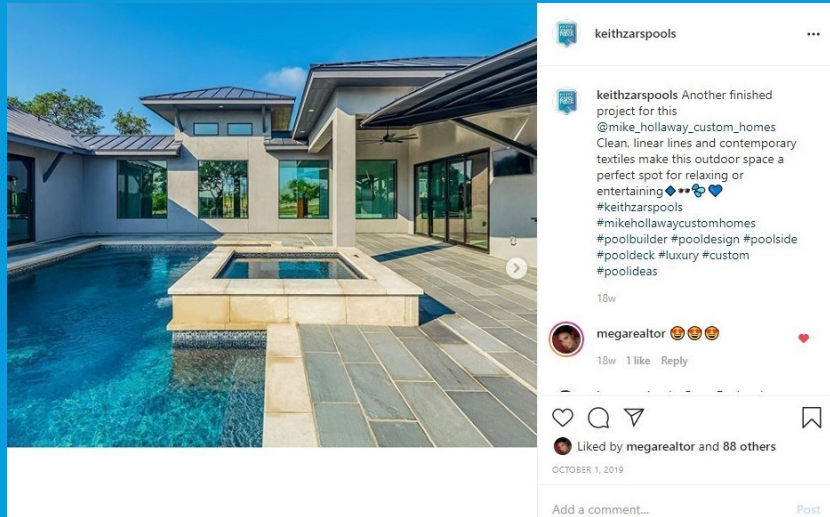 keithzarspools
keithzarspools Another finished
project for this
@mike_hollaway_custom_homes
Clean, linear lines and contemporary
textiles make this outdoor space a
perfect spot for relaxing or
entertaining🔷🕶️🫧💙
#keithzarspools
#mikehollawaycustomhomes
#poolbuilder #pooldesign #poolside
#pooldeck #luxury #custom
#poolideas
18w
megarealtor 🤩🤩🤩
18w 1 like Reply
Liked by megarealtor and 88 others
OCTOBER 1, 2019
Add a comment... Post